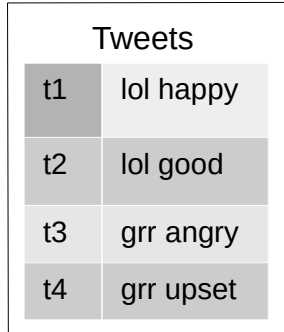 Tweets
t1 lol happy
t2 lol good
t3 grr angry
t4 grr upset